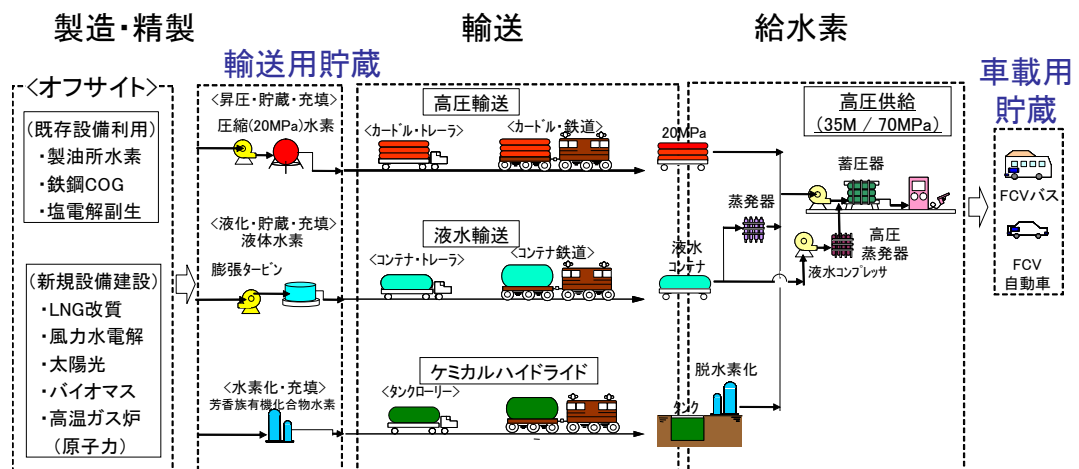 製造・精製
輸送
給水素
輸送用貯蔵
車載用
貯蔵
<オフサイト>
(既存設備利用)
・製油所水素
・鉄鋼COG
・塩電解副生
(新規設備建設)
・LNG改質
・風力水電解
・太陽光
・バイオマス
・高温ガス炉
(原子力)
<昇圧・貯蔵・充填>
圧縮(20MPa)水素
<液化・貯蔵・充填>
液体水素
膨張タービン
<水素化・充填>
芳香族有機化合物水素
高圧輸送
<カードル・トレーラ>
<カードル・鉄道>
液水輸送
<コンテナ・トレーラ>
<コンテナ鉄道>
ケミカルハイドライド
<タンクローリー>
20MPa
蒸発器
液水
コンテナ
脱水素化
タンク
高圧供給
(35M / 70MPa)
蓄圧器
高圧
蒸発器
液水コンプレッサ
FCVバス
FCV
自動車